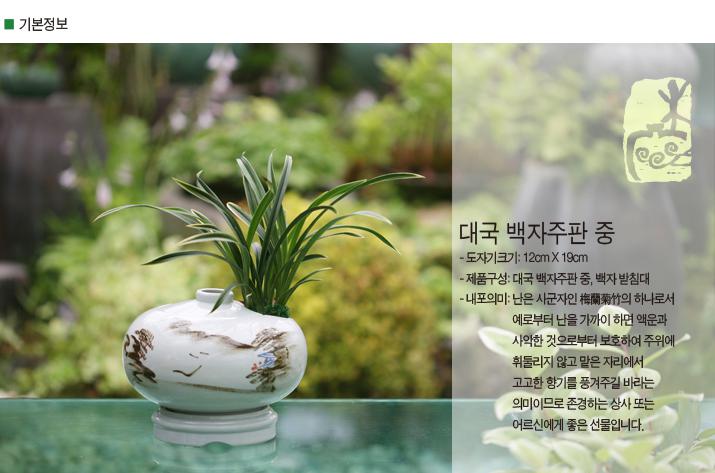 기본정보
대국 백자주판 중
- 도자기크기: 12cm X 19cm
- 제품구성: 대국 백자주판 중, 백자 받침대
- 내포의미: 난은 사군자인 梅蘭菊竹의 하나로서
예로부터 난을 가까이 하면 액운과
사악한 것으로부터 보호하여 주위에
휘둘리지 않고 맡은 자리에서
고고한 향기를 풍겨주길 바라는
의미이므로 존경하는 상사 또는
어르신에게 좋은 선물입니다.